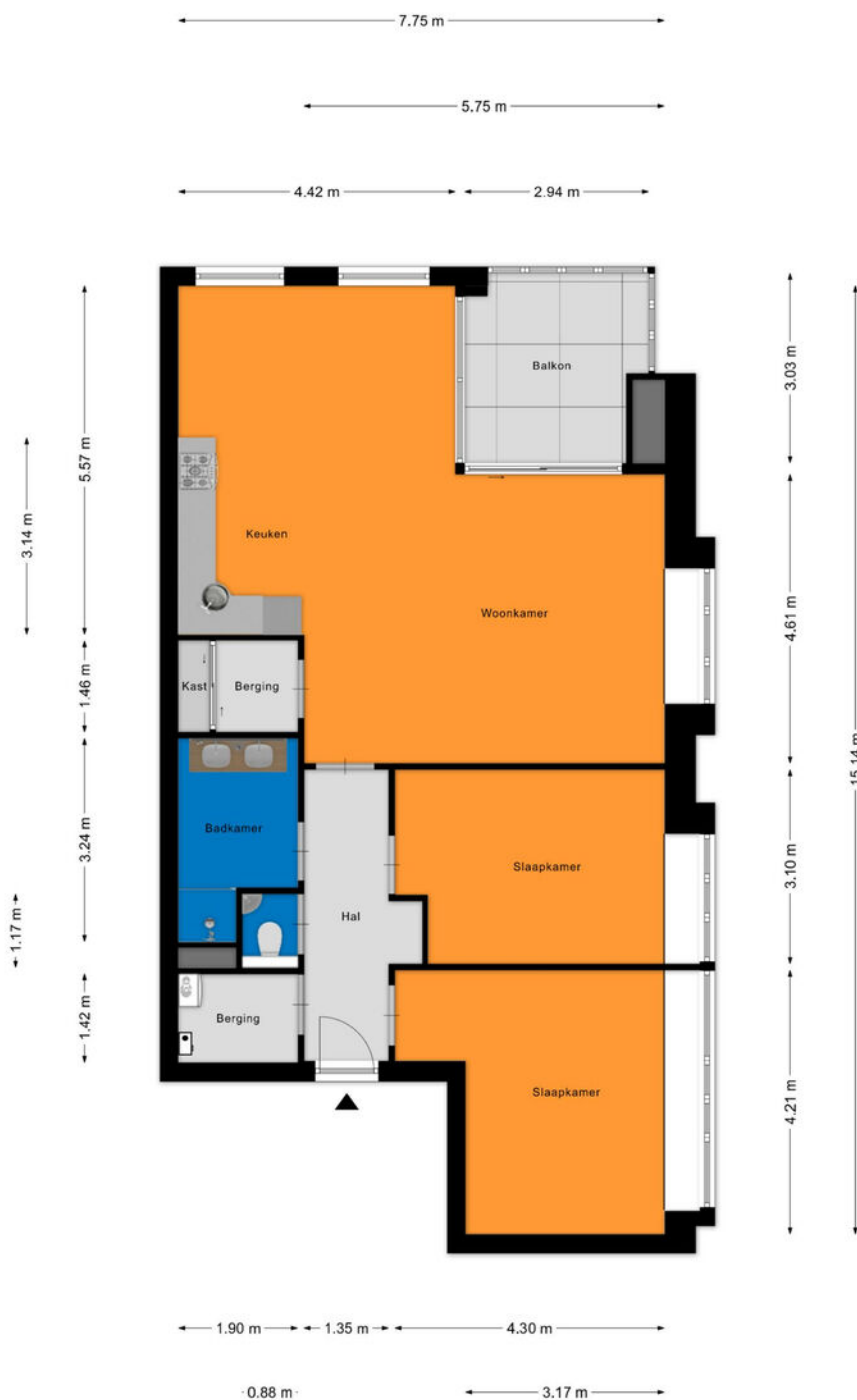 7.75 m
5.75 m
4.42 m
2.94 m
Balkon
3.03 m
5.57 m
3.14 m
Keuken
Woonkamer
4.61 m
Kast
Berging
1.46 m
15.14 m
Badkamer
3.24 m
Slaapkamer
3.10 m
Hal
1.17 m
Berging
1.42 m
Slaapkamer
4.21 m
1.90 m
1.35 m
4.30 m
0.88 m
3.17 m